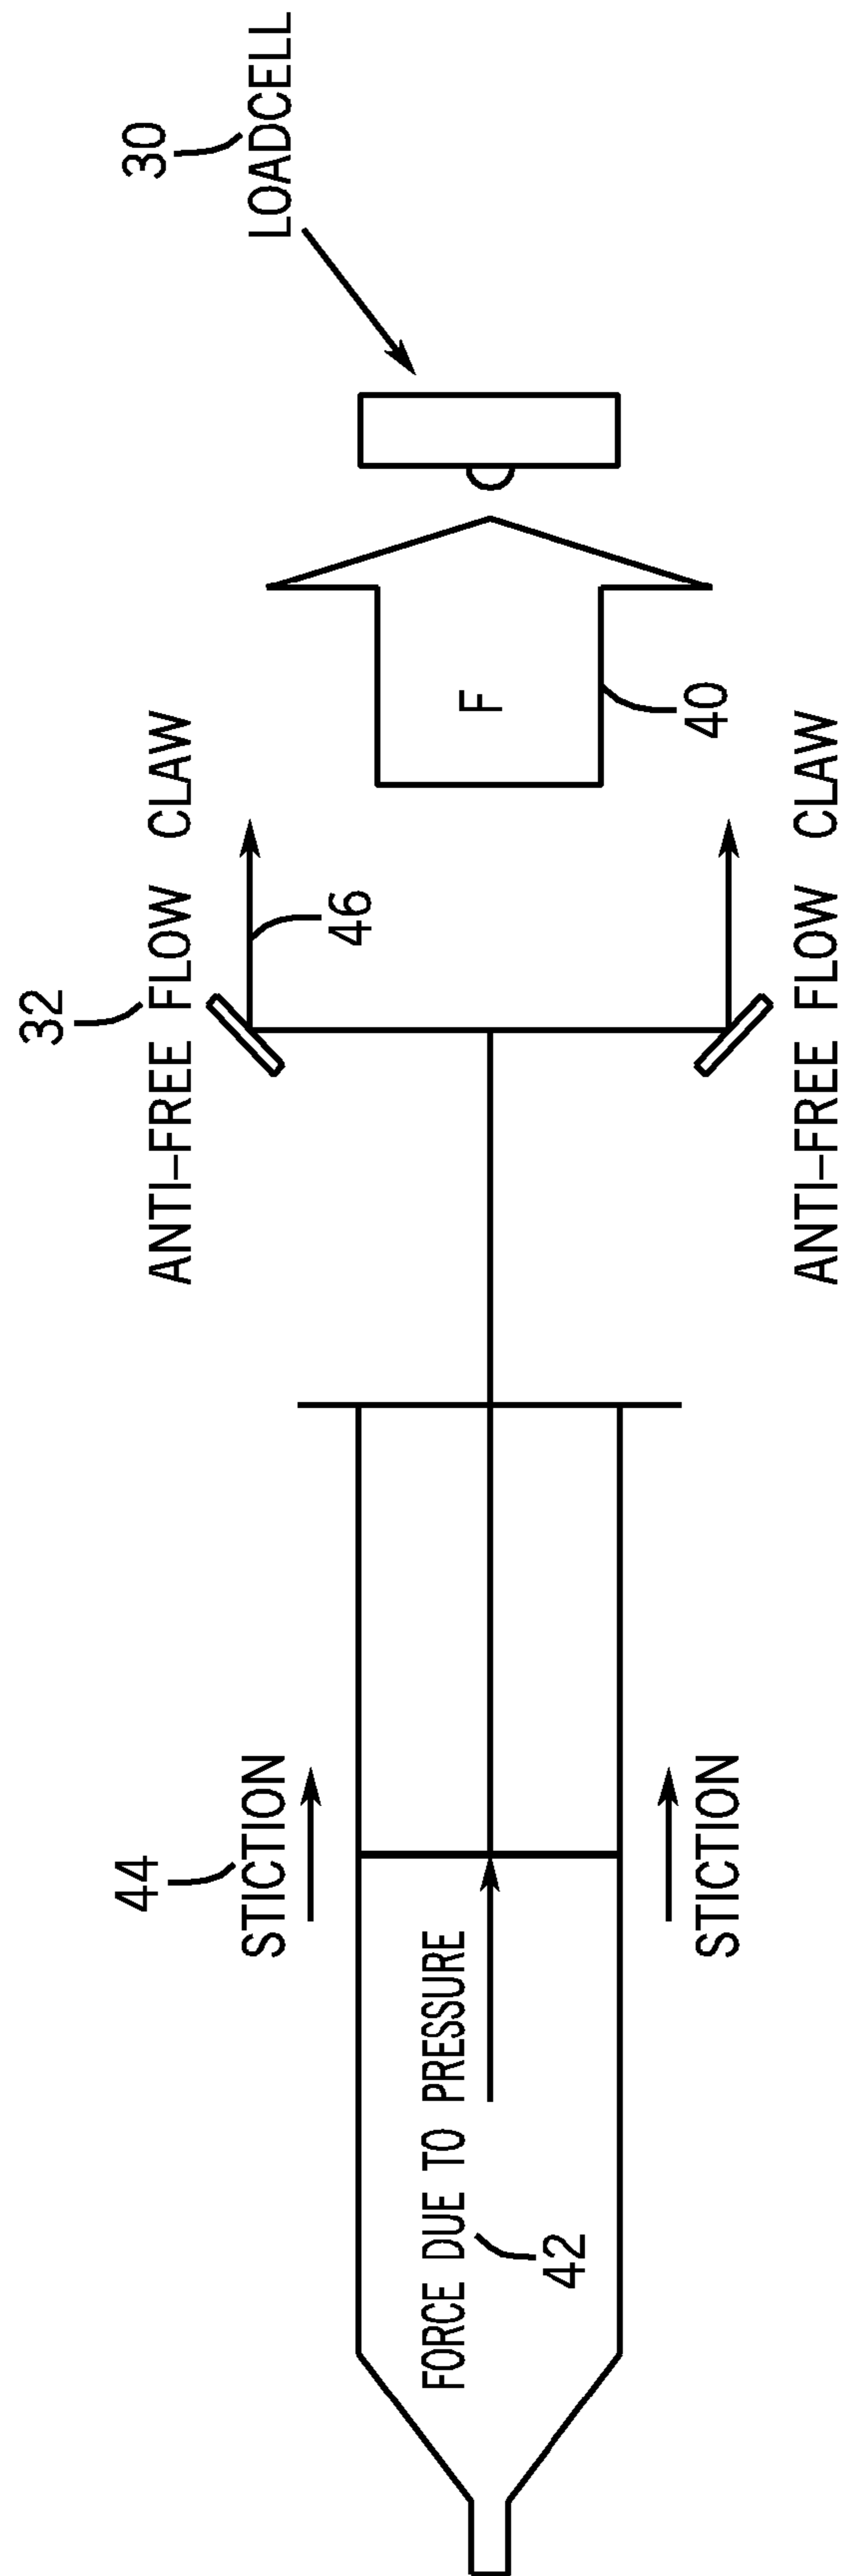 30
LOADCELL
32
ANTI-FREE FLOW CLAW
46
F
40
ANTI-FREE FLOW CLAW
44
STICTION
FORCE DUE TO PRESSURE
42
STICTION